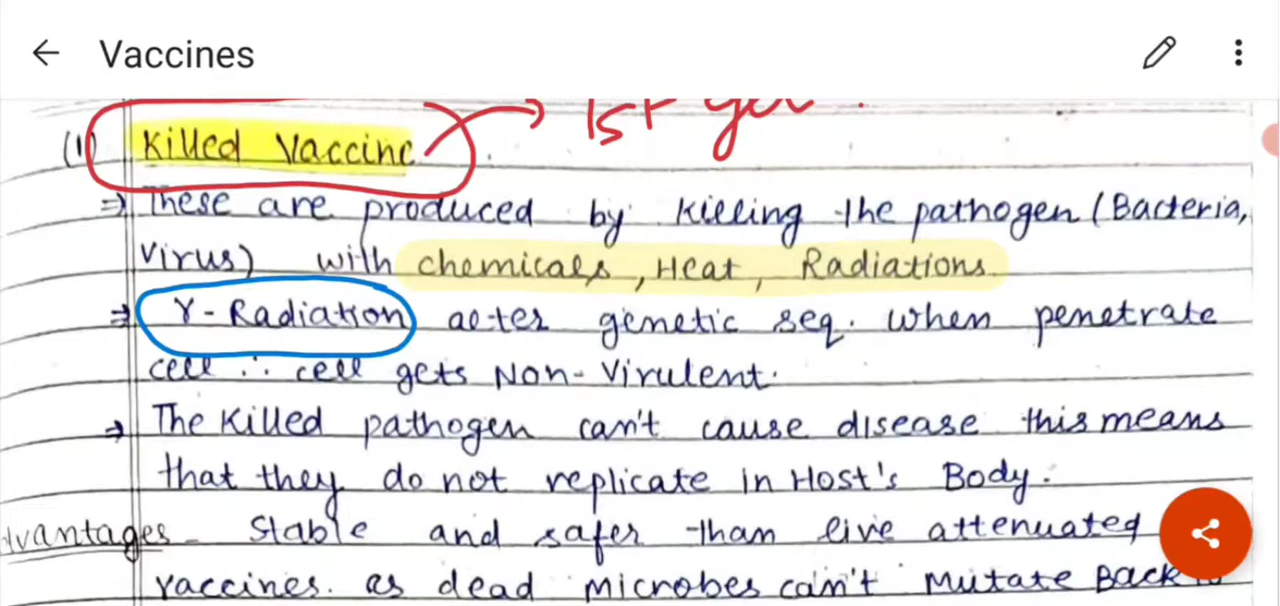 Vaccines
(1) Killed Vaccine → 1st
⇒ These are produced by killing the pathogen (Bacteria,
Virus) with chemicals, Heat, Radiations
⇒ γ-Radiation alter genetic seq. when penetrate
cell ∴ cell gets Non-Virulent.
→ The Killed pathogen can't cause disease this means
that they do not replicate in Host's Body.
dvantages - Stable and safer than live attenuated
vaccines. as dead microbes can't Mutate Back